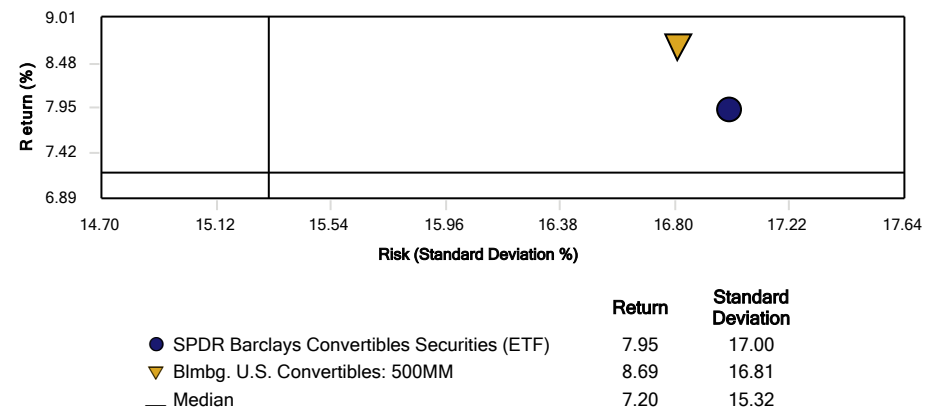 9.01
8.48
7.95
7.42
6.89
Return (%)
14.70 15.12 15.54 15.96 16.38 16.80 17.22 17.64
Risk (Standard Deviation %)
Return Standard Deviation
SPDR Barclays Convertibles Securities (ETF) 7.95 17.00
Blmbg. U.S. Convertibles: 500MM 8.69 16.81
Median 7.20 15.32